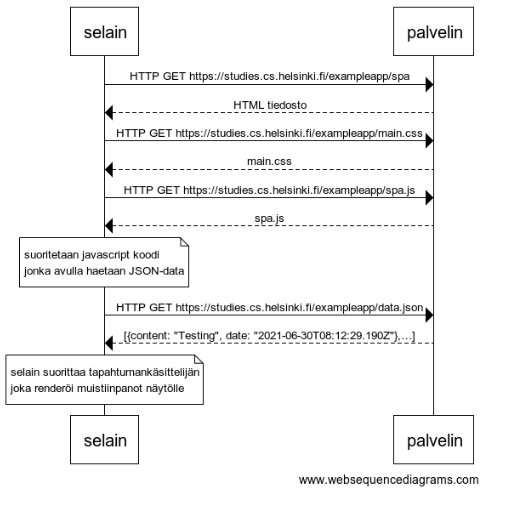 selain
palvelin
HTTP GET https://studies.cs.helsinki.fi/exampleapp/spa
HTML tiedosto
HTTP GET https://studies.cs.helsinki.fi/exampleapp/main.css
main.css
HTTP GET https://studies.cs.helsinki.fi/exampleapp/spa.js
spa.js
suoritetaan javascript koodi
jonka avulla haetaan JSON-data
HTTP GET https://studies.cs.helsinki.fi/exampleapp/data.json
[{content: "Testing", date: "2021-06-30T08:12:29.190Z"},...]
selain suorittaa tapahtumankäsittelijän
joka renderöi muistiinpanot näytölle
selain
palvelin
www.websequencediagrams.com